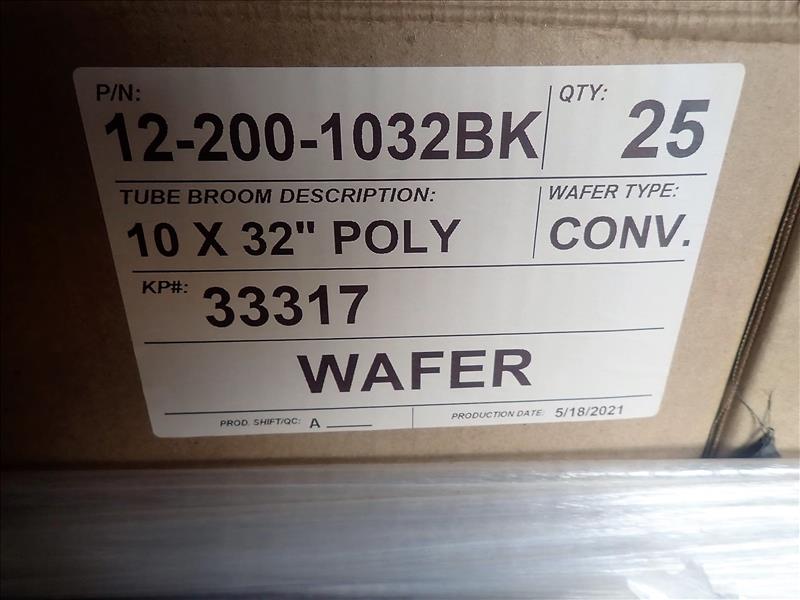 P/N: QTY:
12-200-1032BK 25
TUBE BROOM DESCRIPTION: WAFER TYPE:
10 X 32" POLY CONV.
KP#: 33317
WAFER
PROD. SHIFT/QC: A ____ PRODUCTION DATE: 5/18/2021